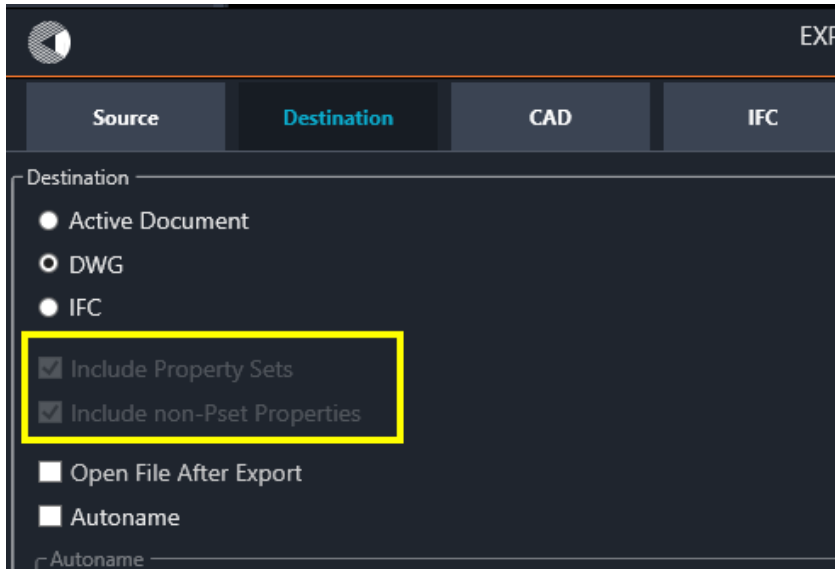 EXP
Source Destination CAD IFC
Destination
Active Document
DWG
IFC
Include Property Sets
Include non-Pset Properties
Open File After Export
Autoname
Autoname